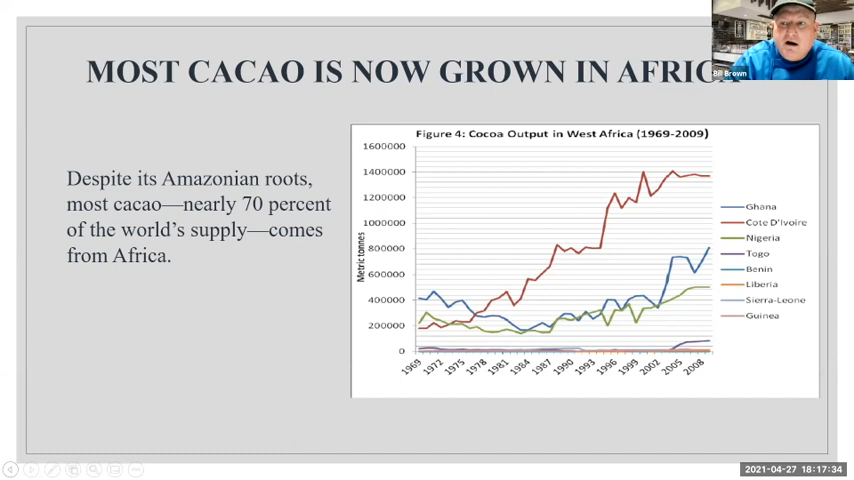 MOST CACAO IS NOW GROWN IN AFRIC
Bill Brown
Despite its Amazonian roots,
most cacao—nearly 70 percent
of the world's supply—comes
from Africa.
Figure 4: Cocoa Output in West Africa (1969-2009)
Metric tonnes
1600000
1400000
1200000
1000000
800000
600000
400000
200000
0
1969
1972
1975
1978
1981
1984
1987
1990
1993
1996
1999
2002
2005
2008
Ghana
Cote D'Ivoire
Nigeria
Togo
Benin
Liberia
Sierra-Leone
Guinea
2021-04-27 18:17:34